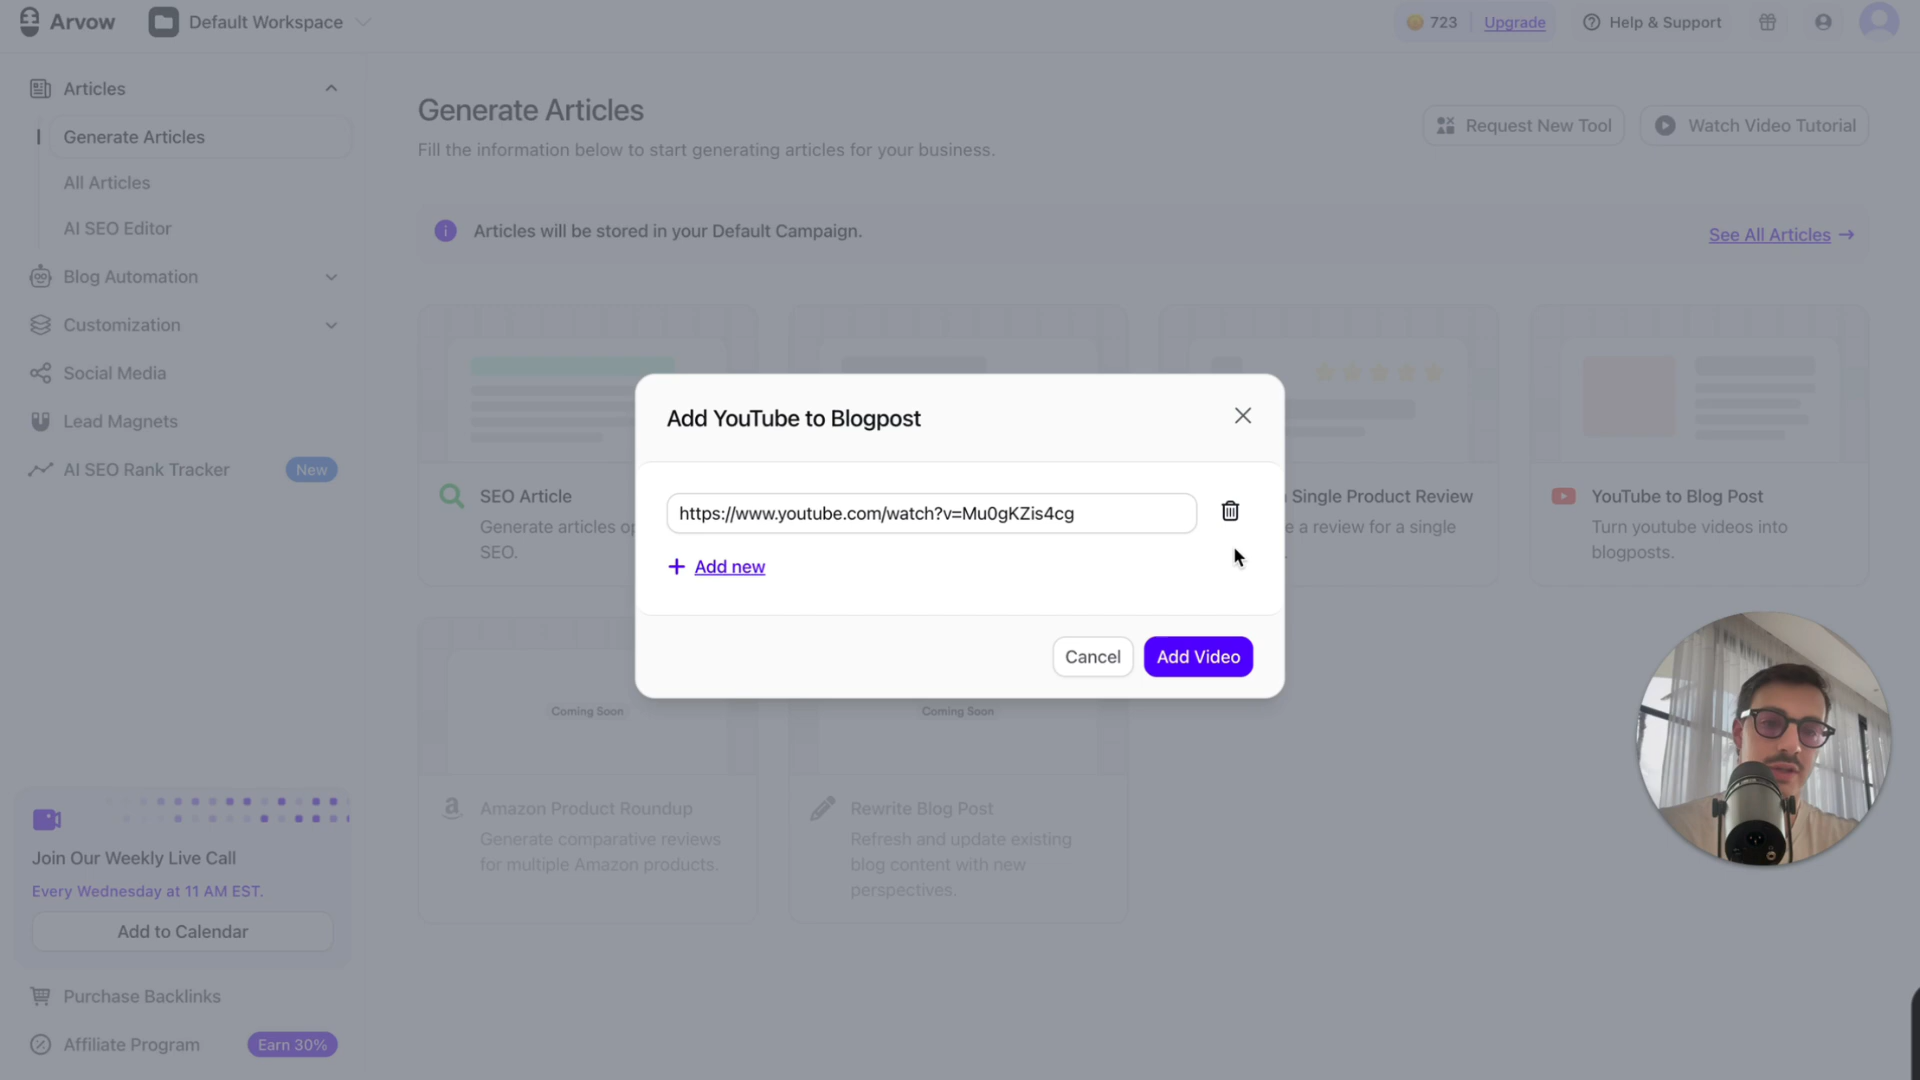 Arvow
Default Workspace
723
Upgrade
Help & Support
Articles
Generate Articles
All Articles
AI SEO Editor
Blog Automation
Customization
Social Media
Lead Magnets
AI SEO Rank Tracker
New
Join Our Weekly Live Call
Every Wednesday at 11 AM EST.
Add to Calendar
Purchase Backlinks
Affiliate Program
Earn 30%
Generate Articles
Fill the information below to start generating articles for your business.
Request New Tool
Watch Video Tutorial
Articles will be stored in your Default Campaign.
See All Articles →
Add YouTube to Blogpost
https://www.youtube.com/watch?v=Mu0gKZis4cg
+ Add new
Cancel
Add Video
SEO Article
Generate articles op
SEO.
Single Product Review
e a review for a single
YouTube to Blog Post
Turn youtube videos into
blogposts.
Coming Soon
Amazon Product Roundup
Generate comparative reviews
for multiple Amazon products.
Coming Soon
Rewrite Blog Post
Refresh and update existing
blog content with new
perspectives.